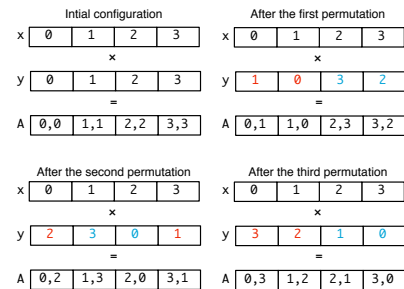 Intial configuration
x 0 1 2 3
×
y 0 1 2 3
=
A 0,0 1,1 2,2 3,3
After the first permutation
x 0 1 2 3
×
y 1 0 3 2
=
A 0,1 1,0 2,3 3,2
After the second permutation
x 0 1 2 3
×
y 2 3 0 1
=
A 0,2 1,3 2,0 3,1
After the third permutation
x 0 1 2 3
×
y 3 2 1 0
=
A 0,3 1,2 2,1 3,0